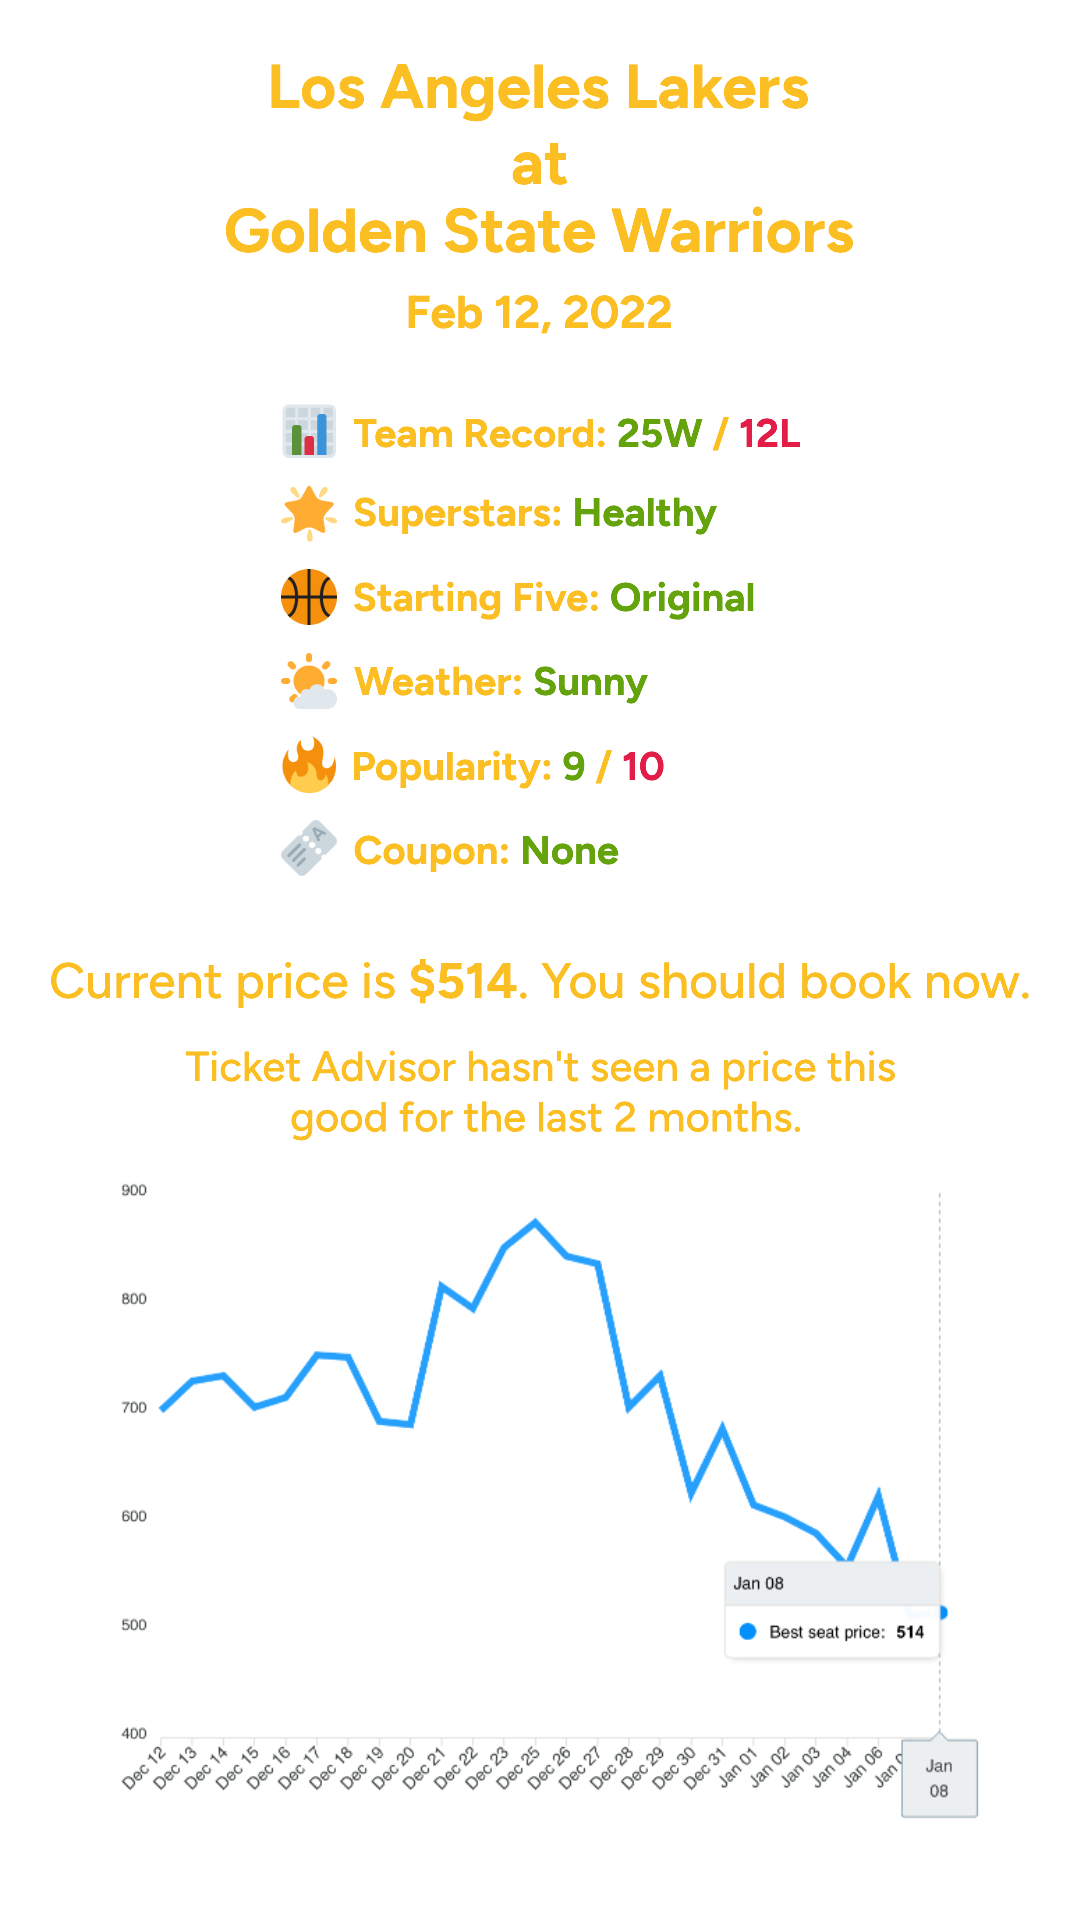 Los Angeles Lakers
at
Golden State Warriors
Feb 12, 2022
Team Record: 25W / 12L
Superstars: Healthy
Starting Five: Original
Weather: Sunny
Popularity: 9 / 10
A
Coupon: None
Current price is $514. You should book now.
Ticket Advisor hasn't seen a price this
good for the last 2 months.
900
800
700
600
500
400
Jan 08
Best seat price: 514
Dec 12
Dec 13
Dec 14
Dec 15
Dec 16
Dec 17
Dec 18
Dec 19
Dec 20
Dec 21
Dec 22
Dec 23
Dec 25
Dec 26
Dec 27
Dec 28
Dec 29
Dec 30
Dec 31
Jan 01
Jan 02
Jan 03
Jan 04
Jan 06
Jan
Jan
08